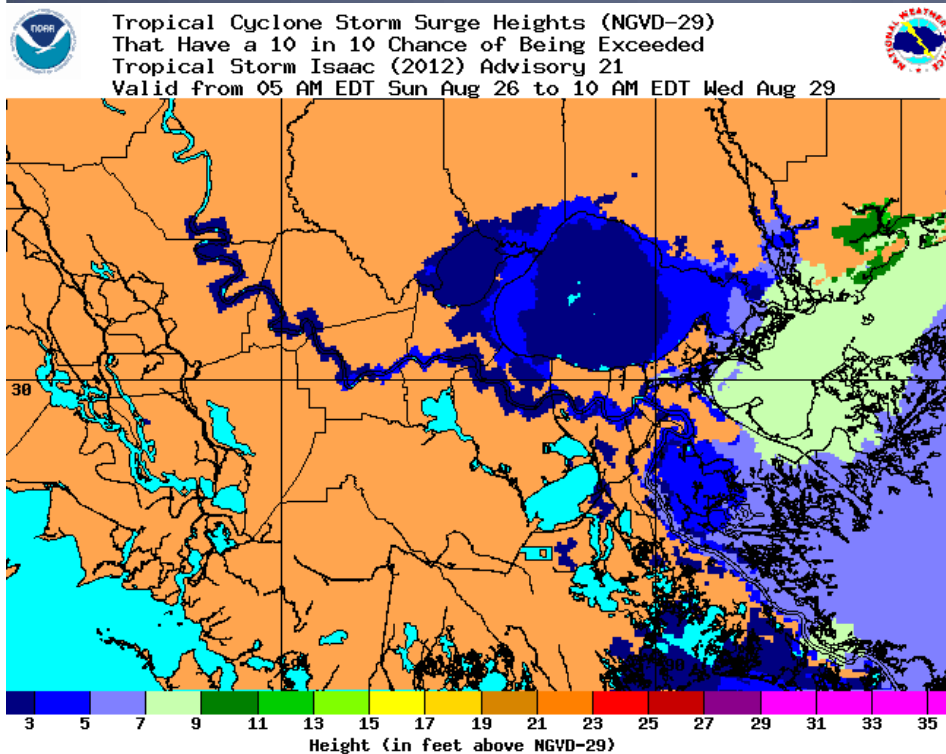 Tropical Cyclone Storm Surge Heights (NGVD-29)
That Have a 10 in 10 Chance of Being Exceeded
Tropical Storm Isaac (2012) Advisory 21
Valid from 05 AM EDT Sun Aug 26 to 10 AM EDT Wed Aug 29
NOAA
NATIONAL WEATHER
30
3 5 7 9 11 13 15 17 19 21 23 25 27 29 31 33 35
Height (in feet above NGVD-29)